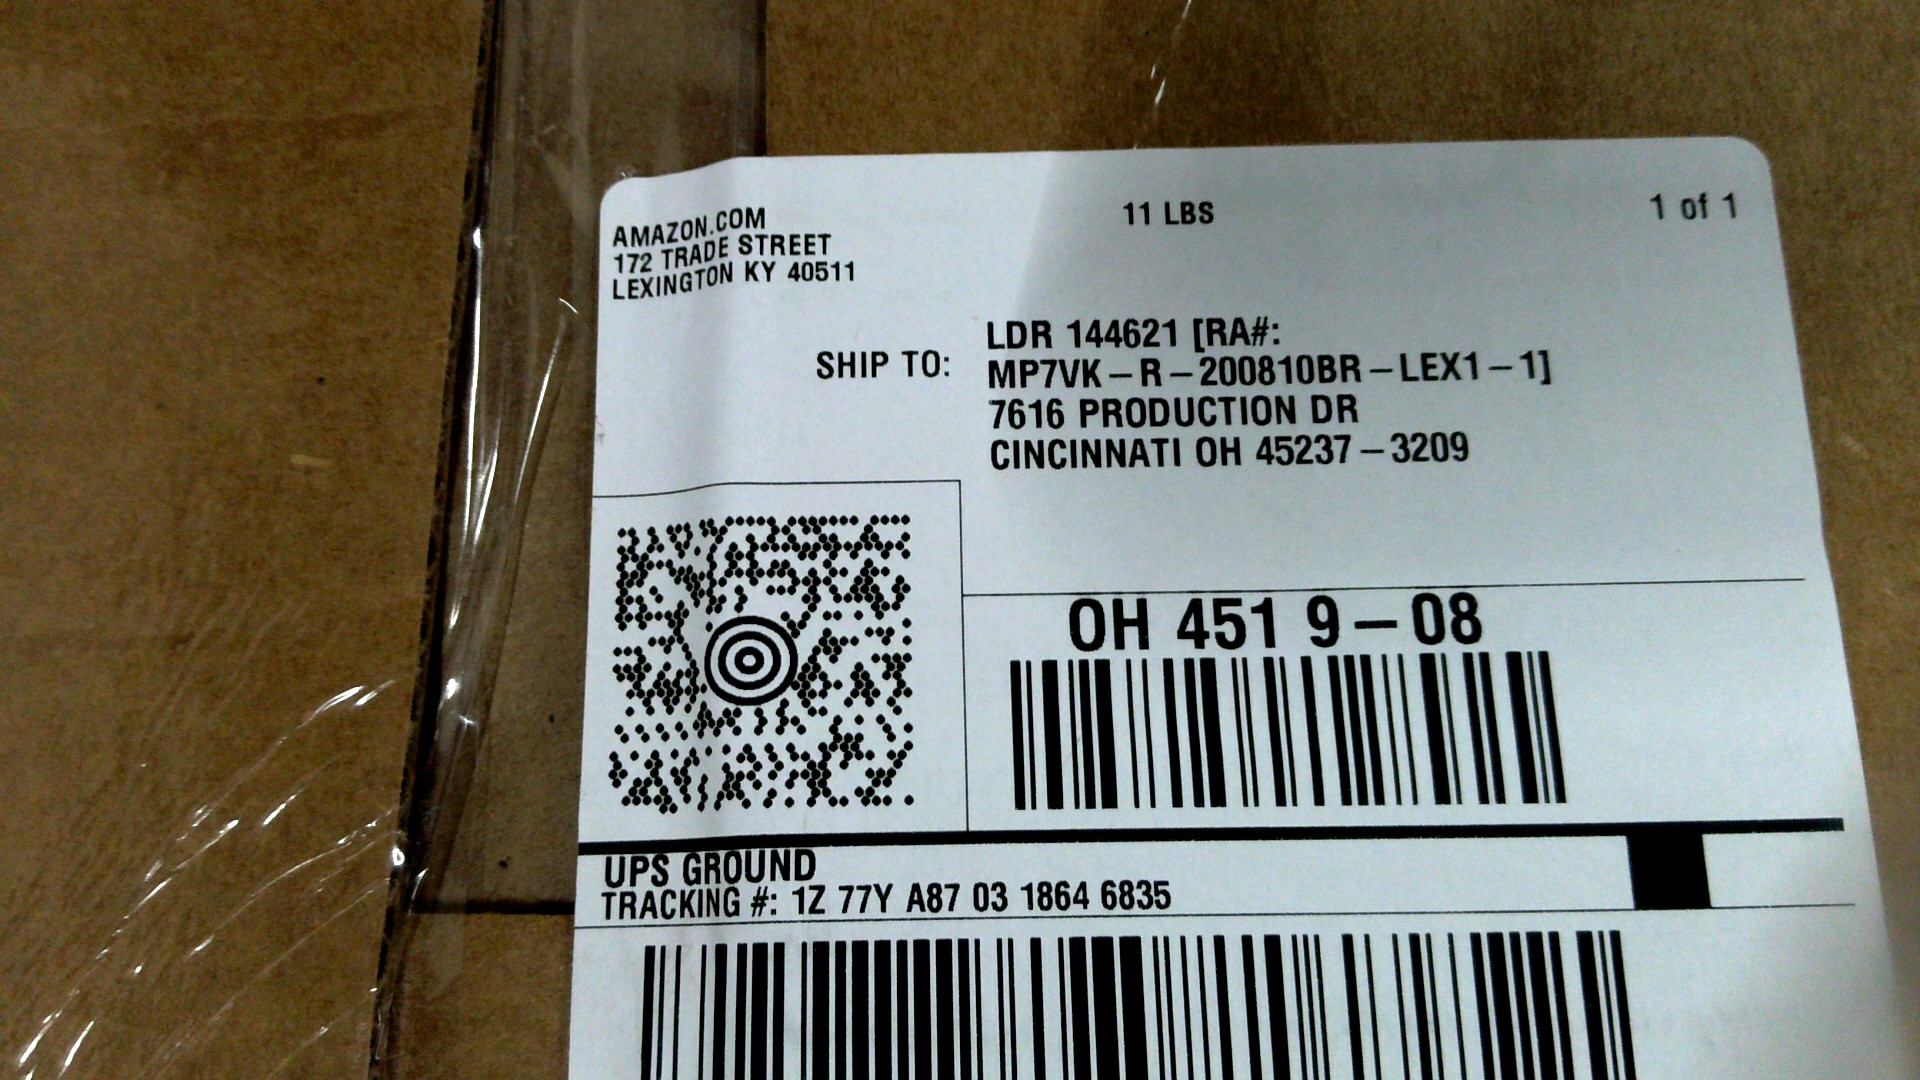 AMAZON.COM
172 TRADE STREET
LEXINGTON KY 40511
11 LBS
1 of 1
SHIP TO:
LDR 144621 [RA#:
MP7VK-R-200810BR-LEX1-1]
7616 PRODUCTION DR
CINCINNATI OH 45237-3209
OH 451 9-08
UPS GROUND
TRACKING #: 1Z 77Y A87 03 1864 6835